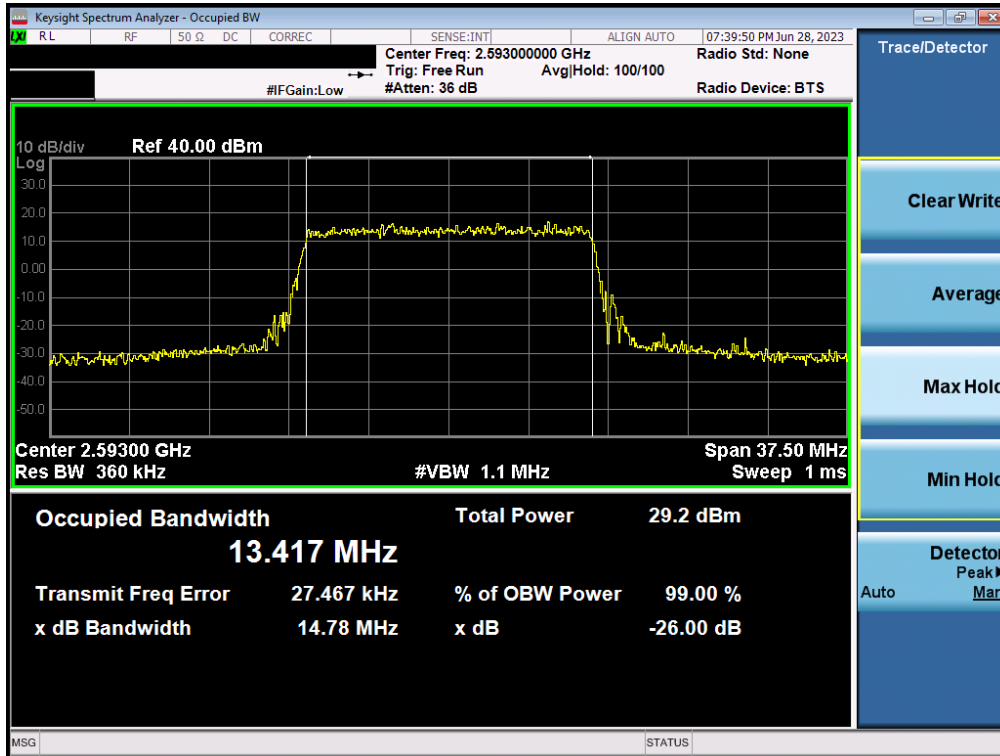 Keysight Spectrum Analyzer - Occupied BW
LXI RL RF 50 Ω DC CORREC SENSE:INT ALIGN AUTO 07:39:50 PM Jun 28, 2023
Center Freq: 2.593000000 GHz Radio Std: None
Trig: Free Run Avg|Hold: 100/100
#IFGain:Low #Atten: 36 dB Radio Device: BTS
Trace/Detector
10 dB/div Ref 40.00 dBm
Log
30.0
20.0
10.0
0.00
-10.0
-20.0
-30.0
-40.0
-50.0
Center 2.59300 GHz Span 37.50 MHz
Res BW 360 kHz #VBW 1.1 MHz Sweep 1 ms
Occupied Bandwidth Total Power 29.2 dBm
13.417 MHz
Transmit Freq Error 27.467 kHz % of OBW Power 99.00 %
x dB Bandwidth 14.78 MHz x dB -26.00 dB
Clear Write
Average
Max Hold
Min Hold
Detector
Peak
Auto Man
MSG STATUS